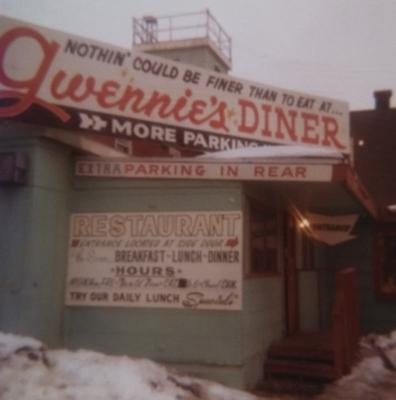 NOTHIN' COULD BE FINER THAN TO EAT AT...
Gwennie's DINER
MORE PARKING
EXTRA PARKING IN REAR
RESTAURANT
ENTRANCE LOCATED AT SIDE DOOR
BREAKFAST-LUNCH-DINNER
-HOURS-
TRY OUR DAILY LUNCH Specials
ENTRANCE